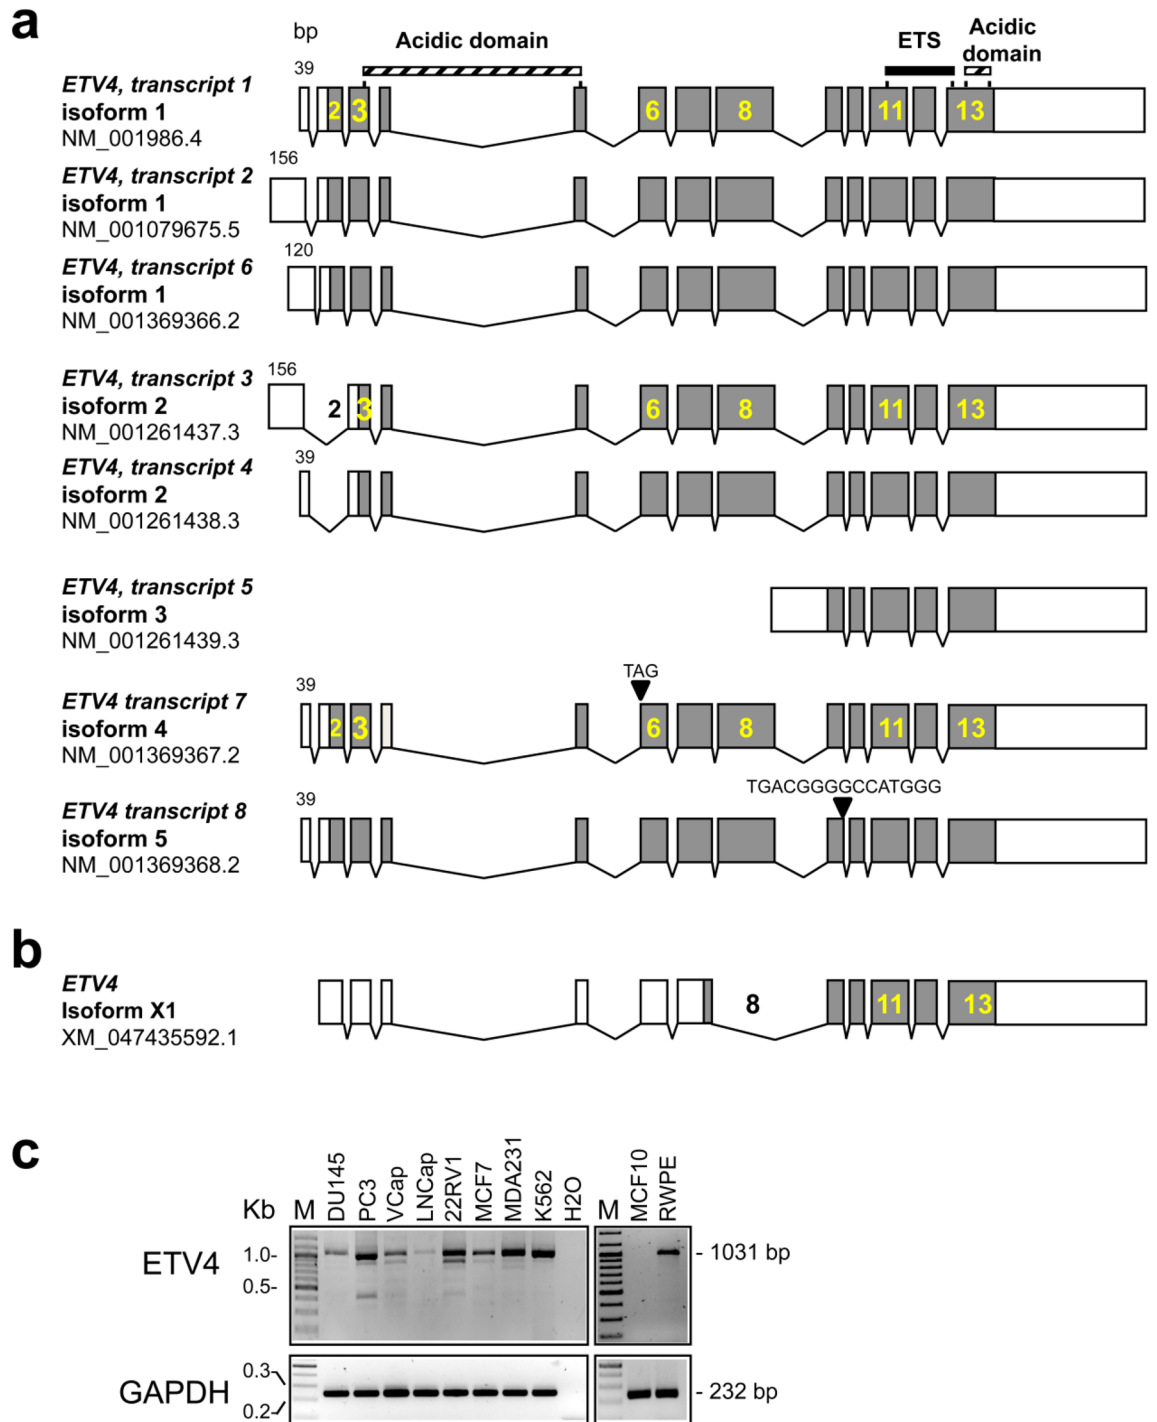 a
bp
Acidic domain
ETS
Acidic
domain
39
ETV4, transcript 1
isoform 1
NM_001986.4
2 3 6 8 11 13
156
ETV4, transcript 2
isoform 1
NM_001079675.5
120
ETV4, transcript 6
isoform 1
NM_001369366.2
156
ETV4, transcript 3
isoform 2
NM_001261437.3
2 3 6 8 11 13
39
ETV4, transcript 4
isoform 2
NM_001261438.3
ETV4, transcript 5
isoform 3
NM_001261439.3
TAG
39
ETV4 transcript 7
isoform 4
NM_001369367.2
2 3 6 8 11 13
TGACGGGGCCATGGG
39
ETV4 transcript 8
isoform 5
NM_001369368.2
b
ETV4
Isoform X1
XM_047435592.1
8 11 13
c
Kb M DU145 PC3 VCap LNCap 22RV1 MCF7 MDA231 K562 H2O M MCF10 RWPE
ETV4
1.0-
0.5-
- 1031 bp
GAPDH
0.3
0.2
- 232 bp